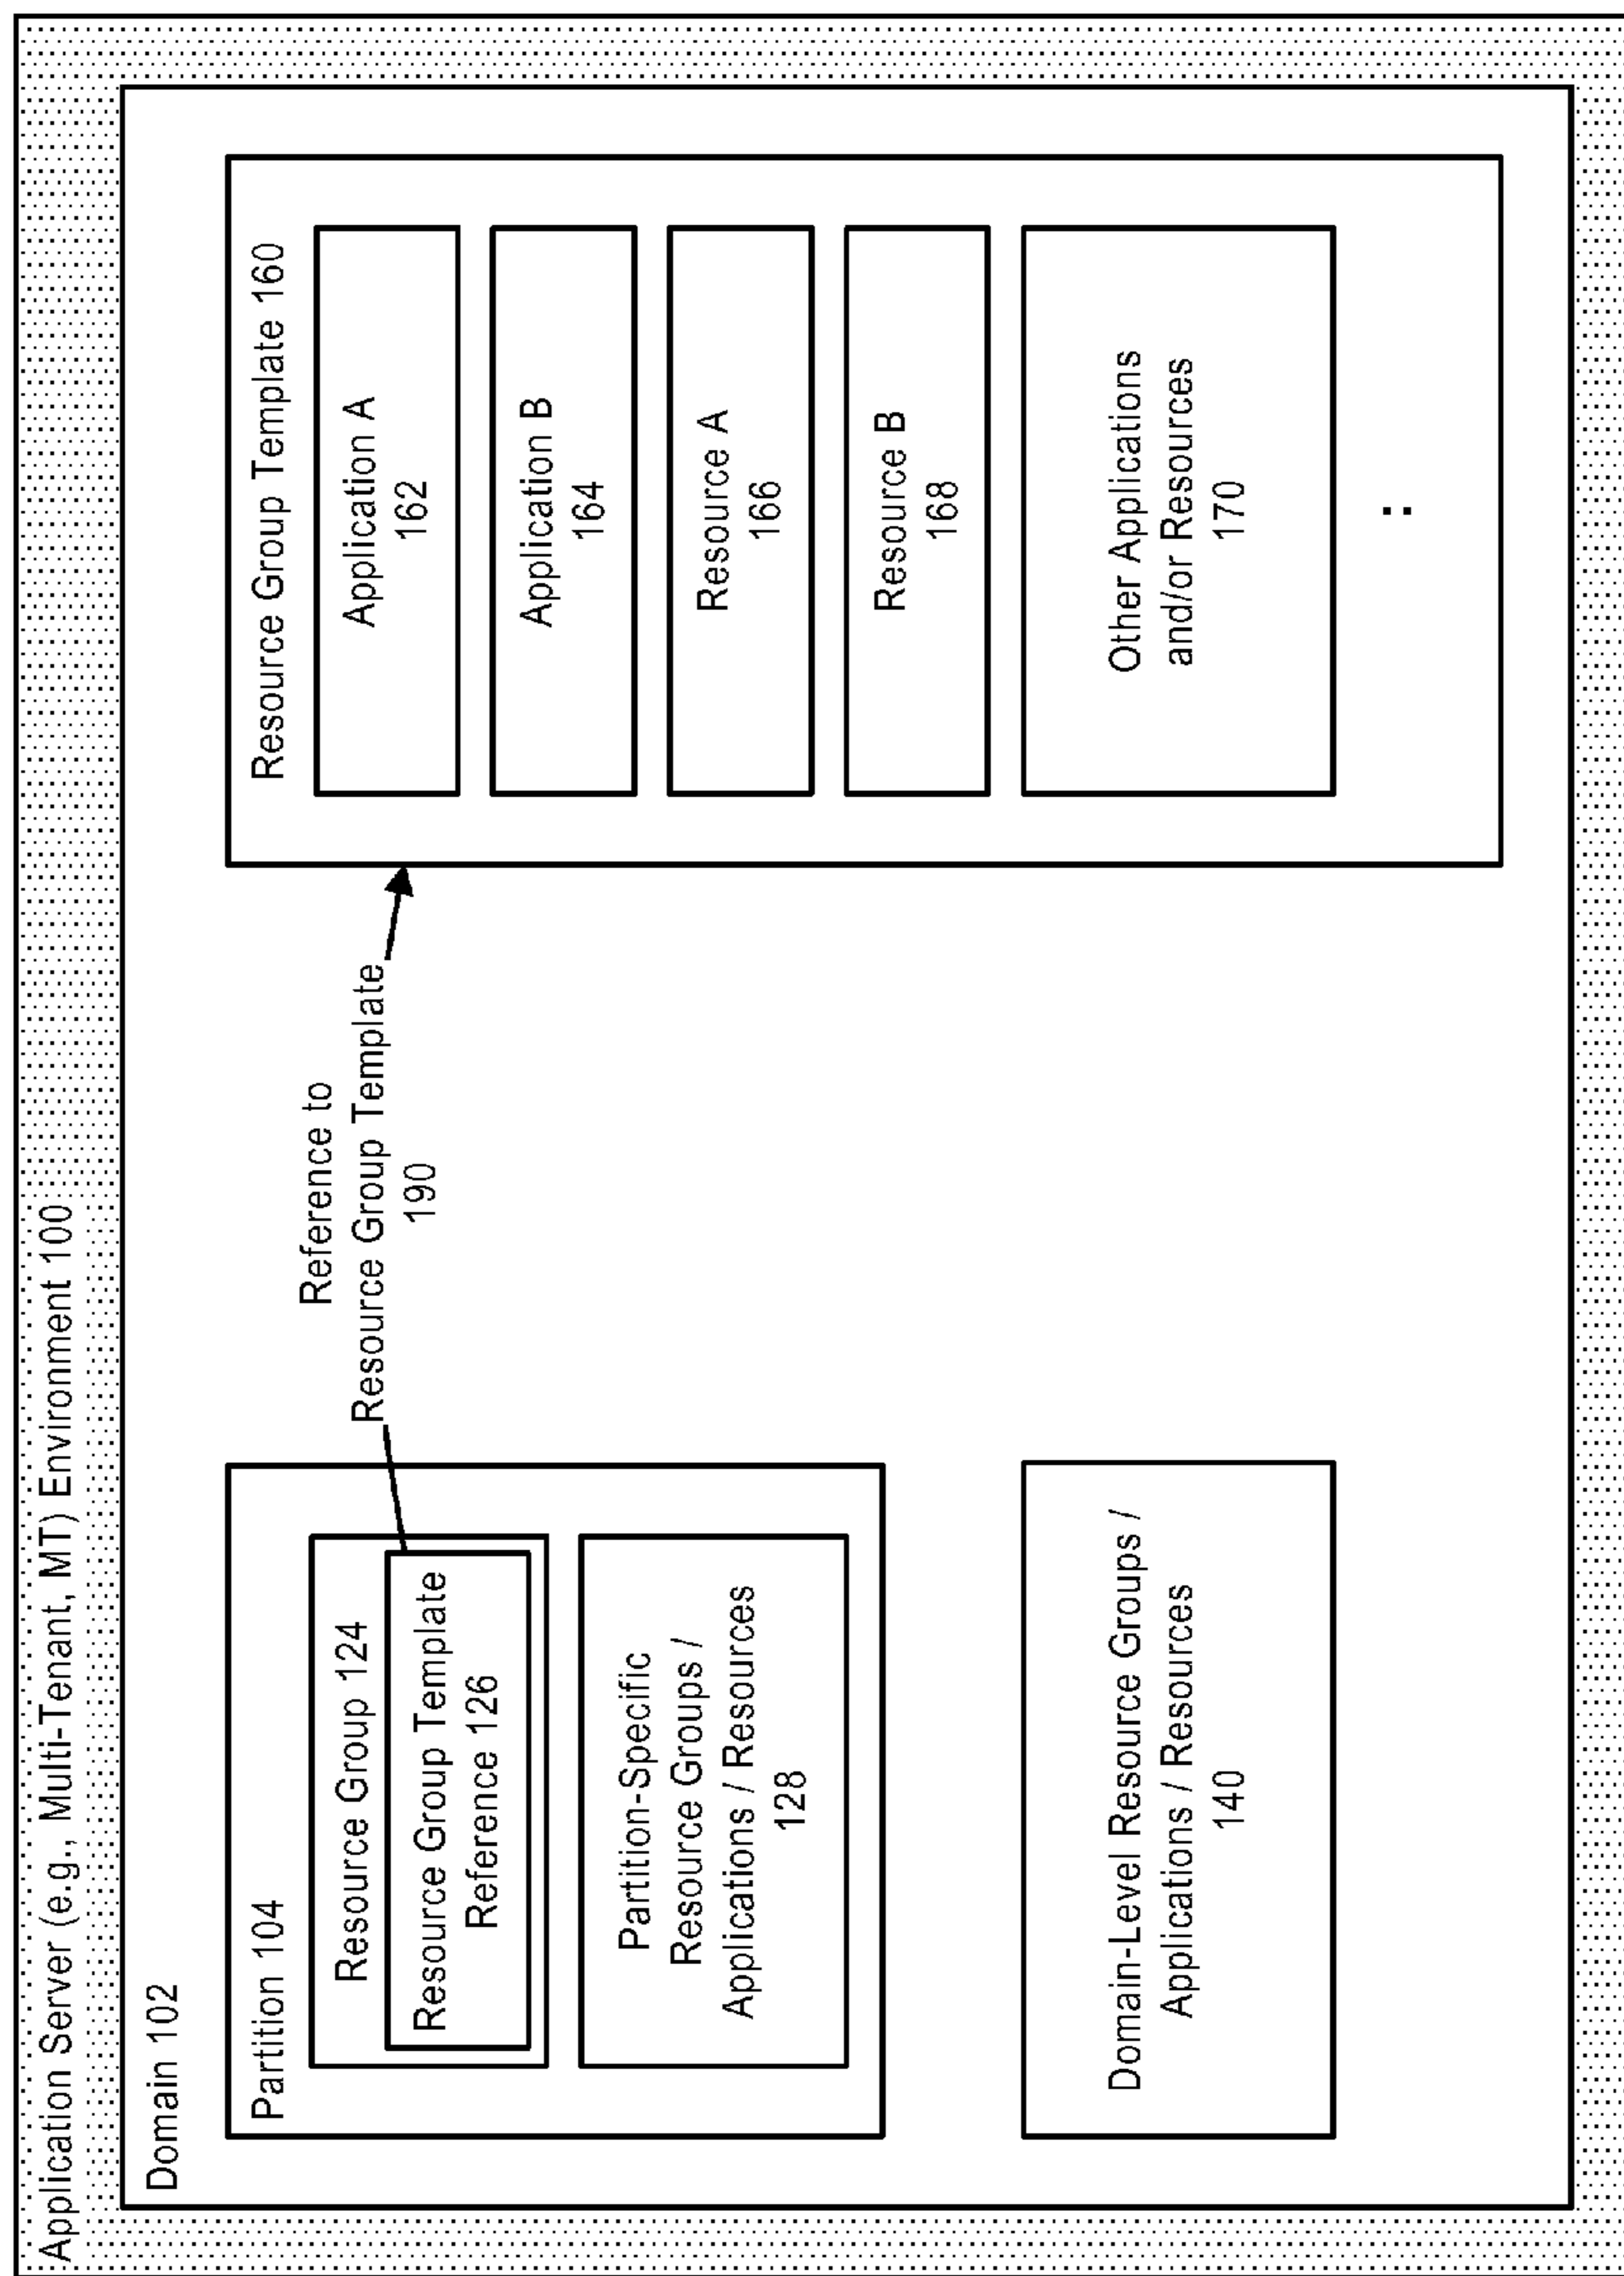 Application Server (e.g., Multi-Tenant, MT) Environment 100
Domain 102
Partition 104
Resource Group 124
Resource Group Template
Reference 126
Partition-Specific
Resource Groups /
Applications / Resources
128
Domain-Level Resource Groups /
Applications / Resources
140
Reference to
Resource Group Template
190
Resource Group Template 160
Application A
162
Application B
164
Resource A
166
Resource B
168
Other Applications
and/or Resources
170